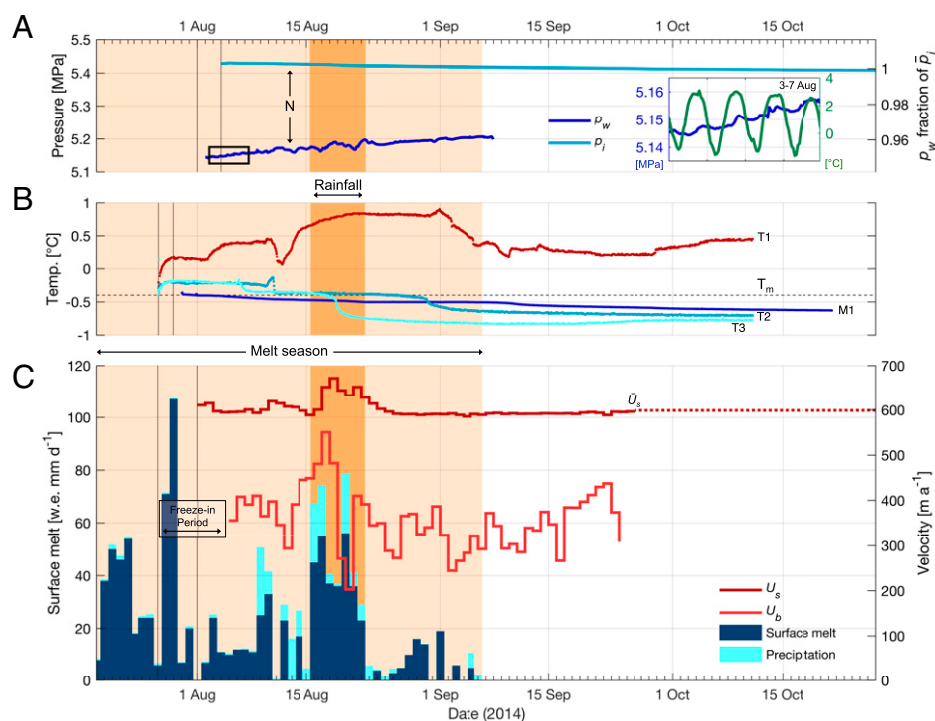 1 Aug 15 Aug 1 Sep 15 Sep 1 Oct 15 Oct
A
5.5
5.4
5.3
5.2
5.1
Pressure [MPa]
N
p_w
p_i
3-7 Aug
5.16
5.15
5.14
[MPa]
4
2
0
[°C]
1
0.98
0.96
p_w fraction of p̄_i
Rainfall
B
1
0.5
0
-0.5
-1
Temp. [°C]
T1
T_m
M1
T2
T3
Melt season
C
120
100
80
60
40
20
0
Surface melt [w.e. mm d⁻¹]
Freeze-in
Period
Ū_s
U_s
U_b
Surface melt
Preciptation
700
600
500
400
300
200
100
0
Velocity [m a⁻¹]
1 Aug 15 Aug 1 Sep 15 Sep 1 Oct 15 Oct
Date (2014)